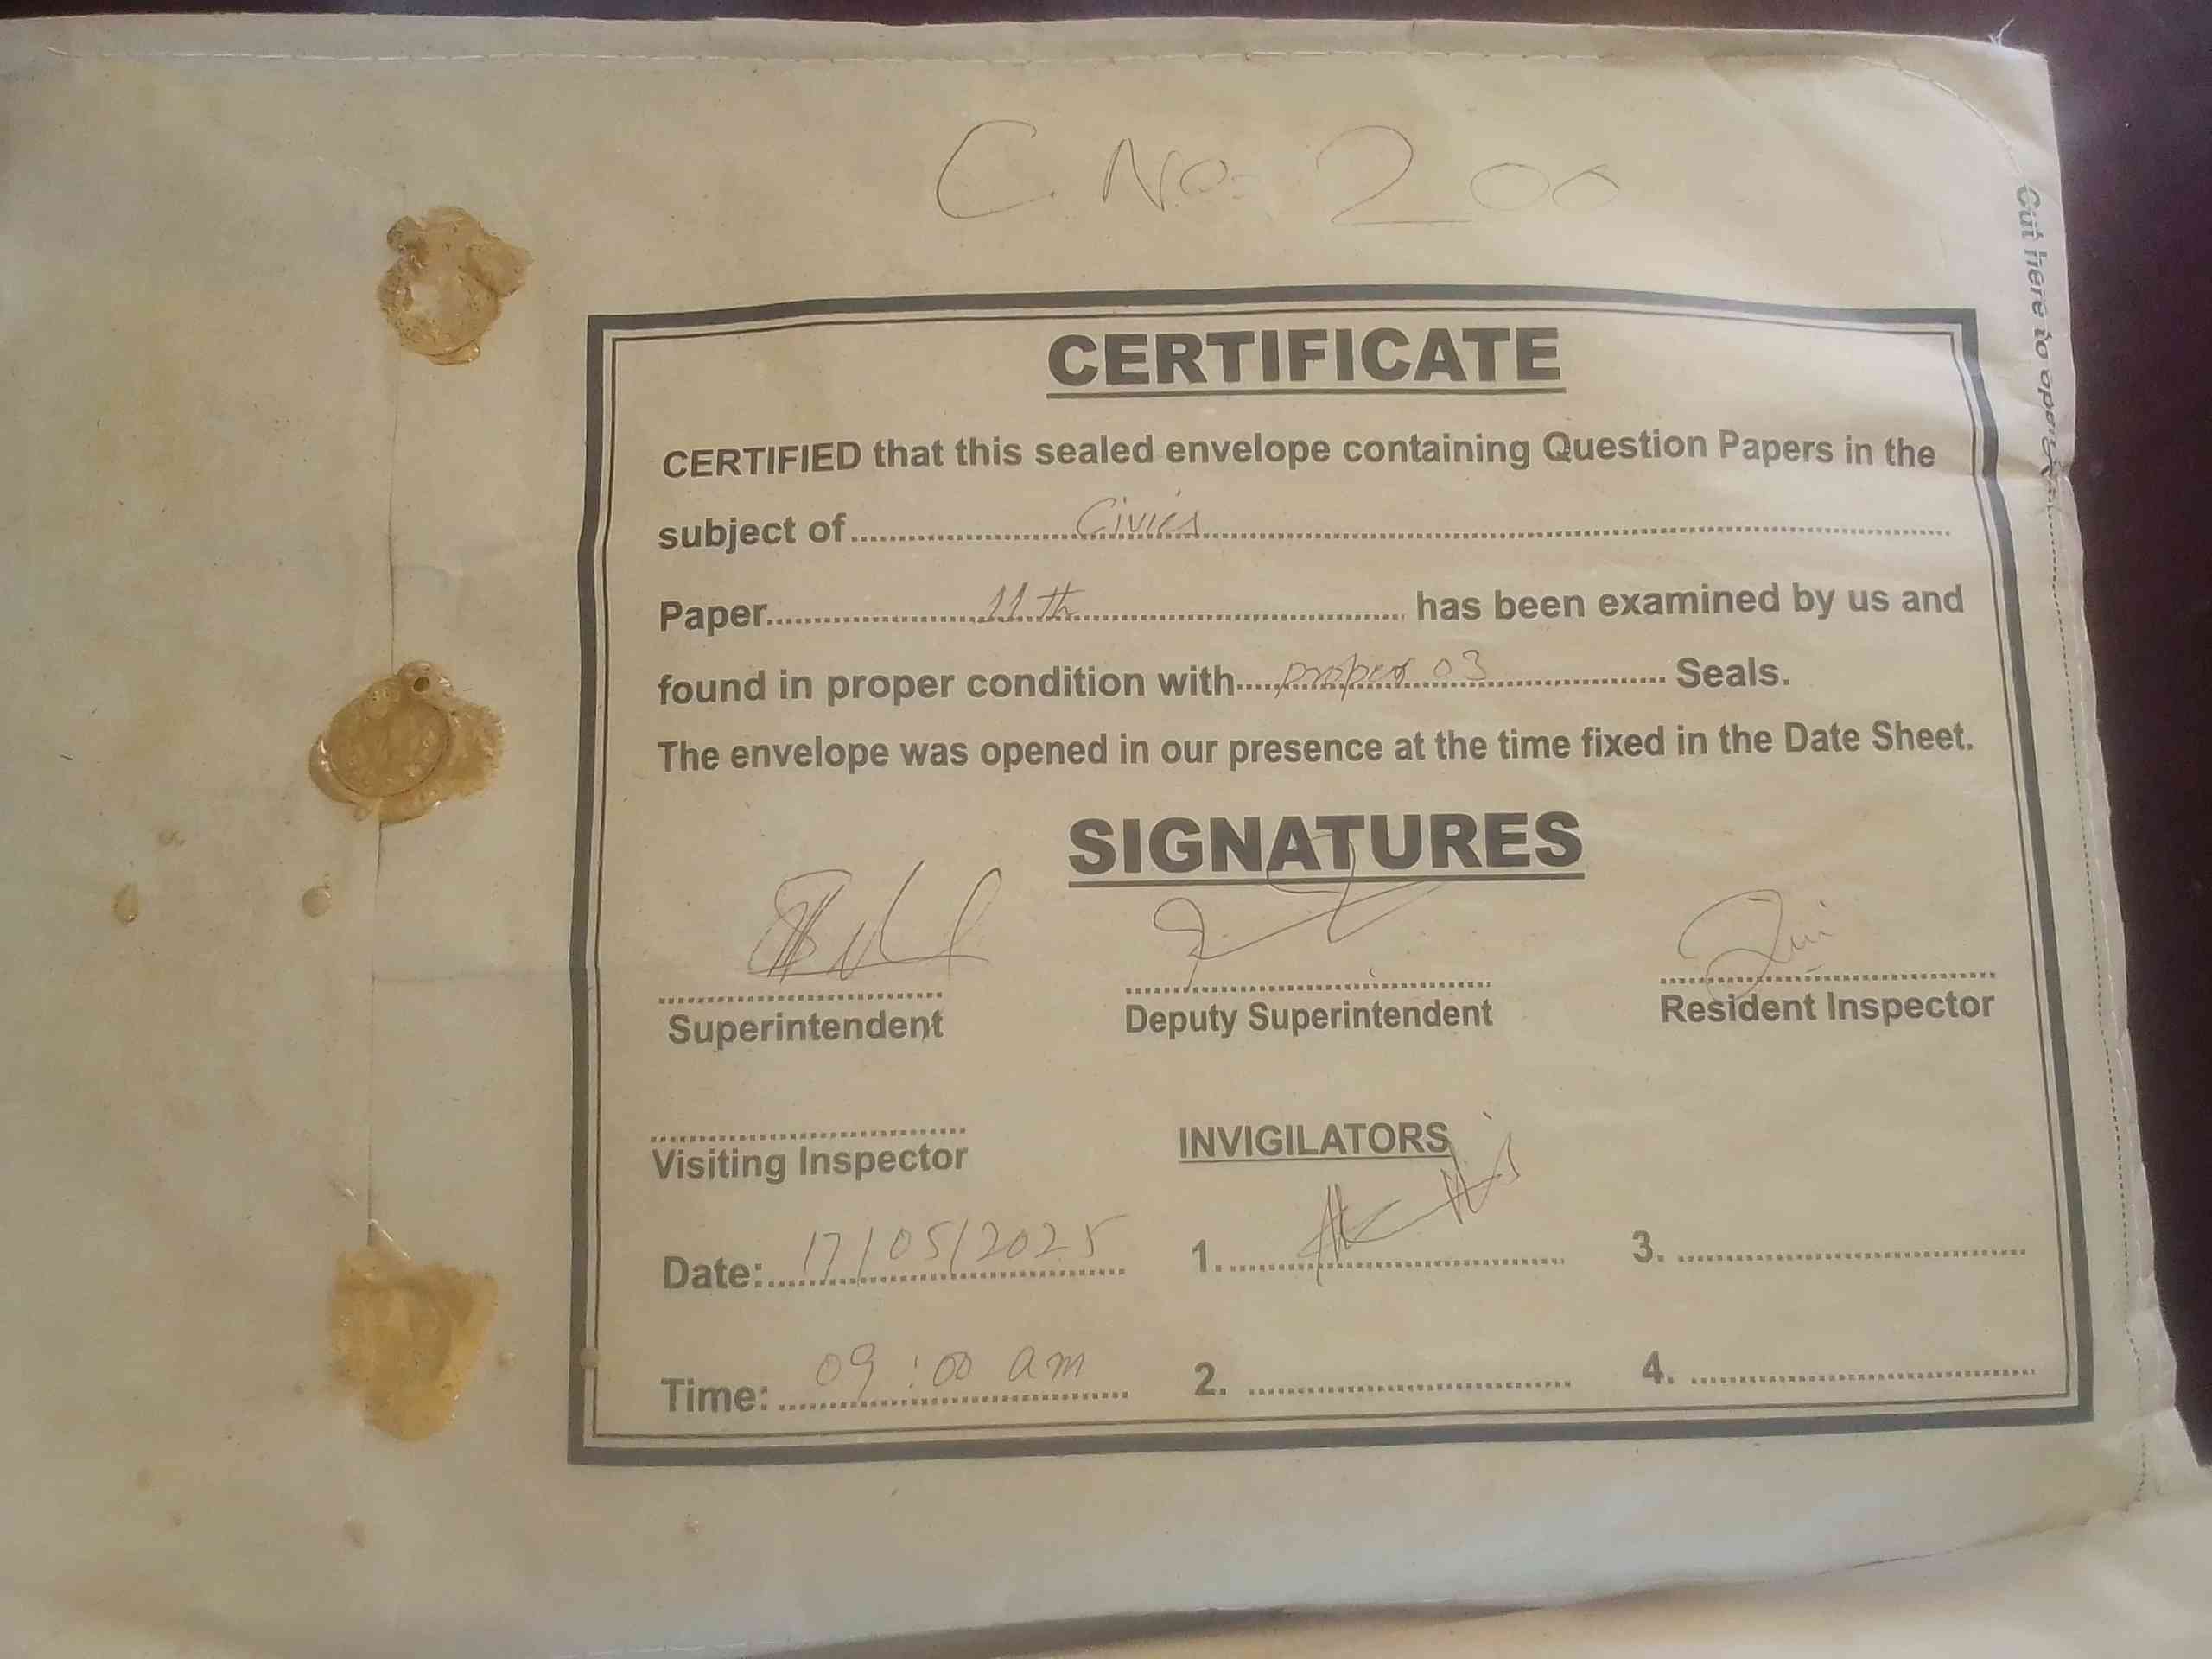 C. No. 200
Cut here to open
CERTIFICATE
CERTIFIED that this sealed envelope containing Question Papers in the
subject of Civics
Paper 11th has been examined by us and
found in proper condition with proper 03 Seals.
The envelope was opened in our presence at the time fixed in the Date Sheet.
SIGNATURES
Superintendent Deputy Superintendent Resident Inspector
Visiting Inspector INVIGILATORS
Date: 17/05/2025 1. 3.
Time: 09:00 am 2. 4.